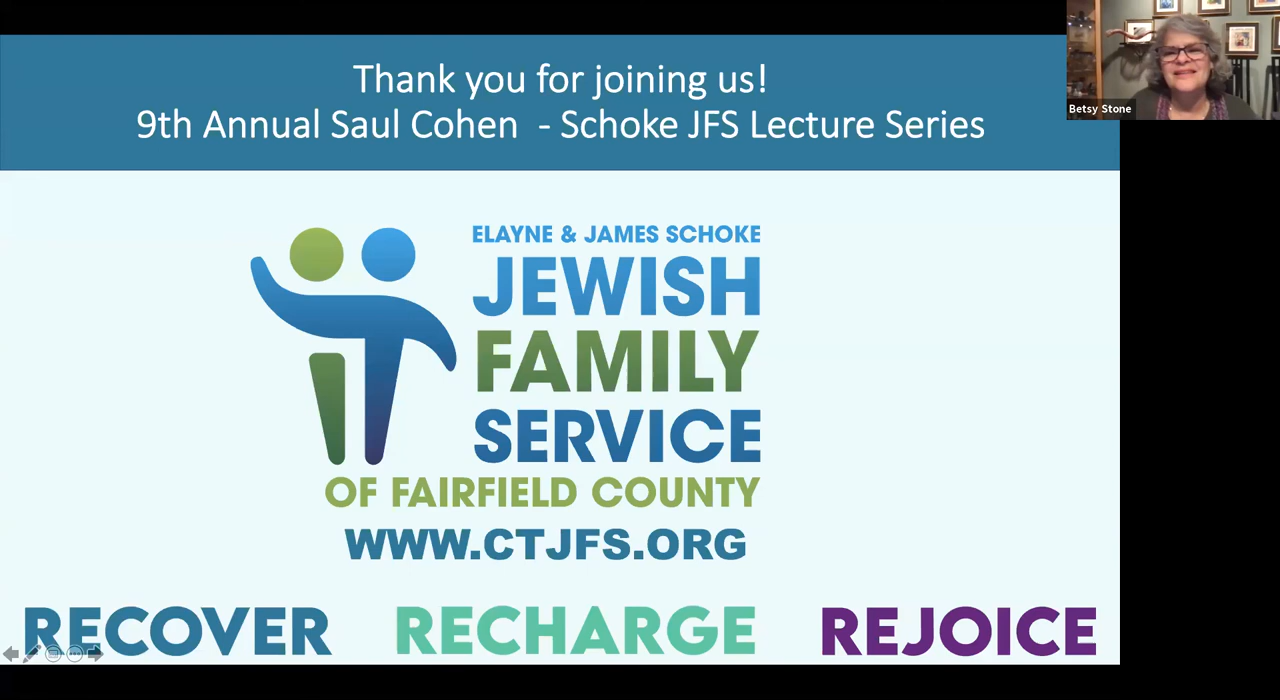 Thank you for joining us!
9th Annual Saul Cohen - Schoke JFS Lecture Series
Betsy Stone
ELAYNE & JAMES SCHOKE
JEWISH
FAMILY
SERVICE
OF FAIRFIELD COUNTY
WWW.CTJFS.ORG
RECOVER RECHARGE REJOICE